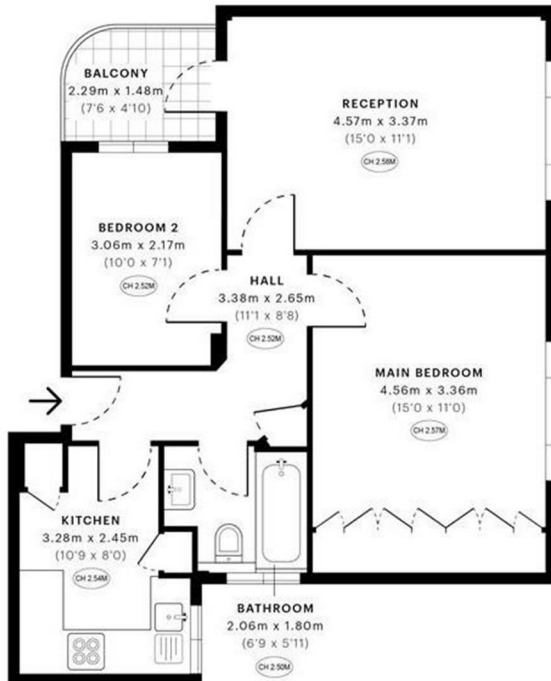 BALCONY
2.29m x 1.48m
(7'6 x 4'10)
RECEPTION
4.57m x 3.37m
(15'0 x 11'1)
CH 2.58M
BEDROOM 2
3.06m x 2.17m
(10'0 x 7'1)
CH 2.52M
HALL
3.38m x 2.65m
(11'1 x 8'8)
CH 2.52M
MAIN BEDROOM
4.56m x 3.36m
(15'0 x 11'0)
CH 2.57M
KITCHEN
3.28m x 2.45m
(10'9 x 8'0)
CH 2.54M
BATHROOM
2.06m x 1.80m
(6'9 x 5'11)
CH 2.50M